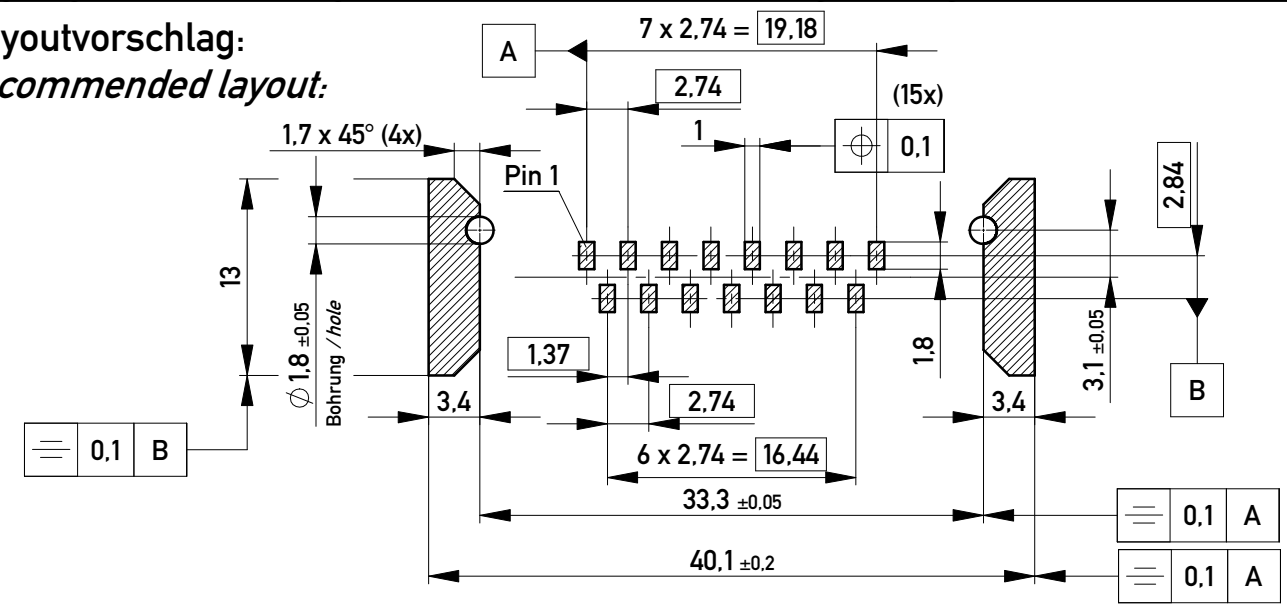 youtvorschlag:
commended layout:
7 x 2,74 = 19,18
A
2,74
(15x)
1,7 x 45° (4x)
1
⌖ 0,1
Pin 1
2,84
13
Ø 1,8 ±0,05
Bohrung / hole
1,37
1,8
3,1 ±0,05
B
3,4
2,74
3,4
⌯ 0,1 B
6 x 2,74 = 16,44
33,3 ±0,05
⌯ 0,1 A
40,1 ±0,2
⌯ 0,1 A